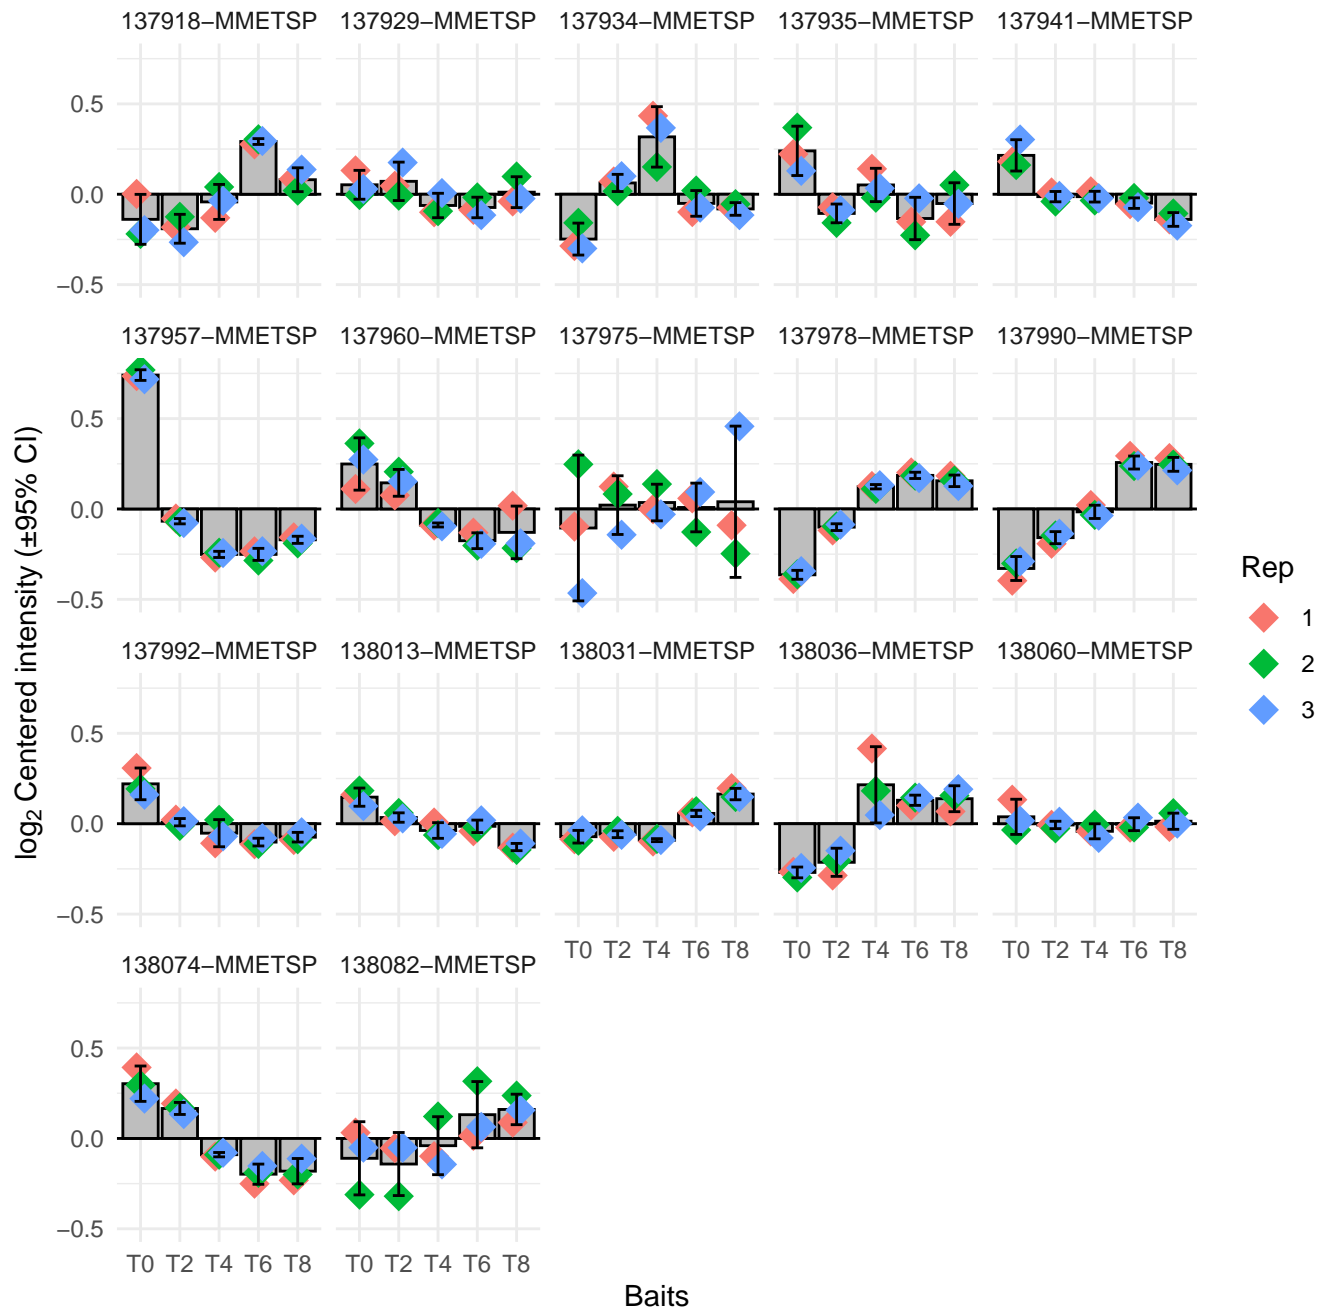 137918−MMETSP 137929−MMETSP 137934−MMETSP 137935−MMETSP 137941−MMETSP
0.5
0.0
−0.5
137957−MMETSP 137960−MMETSP 137975−MMETSP 137978−MMETSP 137990−MMETSP
0.5
0.0
−0.5
137992−MMETSP 138013−MMETSP 138031−MMETSP 138036−MMETSP 138060−MMETSP
0.5
0.0
−0.5
T0 T2 T4 T6 T8 T0 T2 T4 T6 T8 T0 T2 T4 T6 T8
138074−MMETSP 138082−MMETSP
0.5
0.0
−0.5
T0 T2 T4 T6 T8 T0 T2 T4 T6 T8
Baits
log2 Centered intensity (±95% CI)
Rep
1
2
3